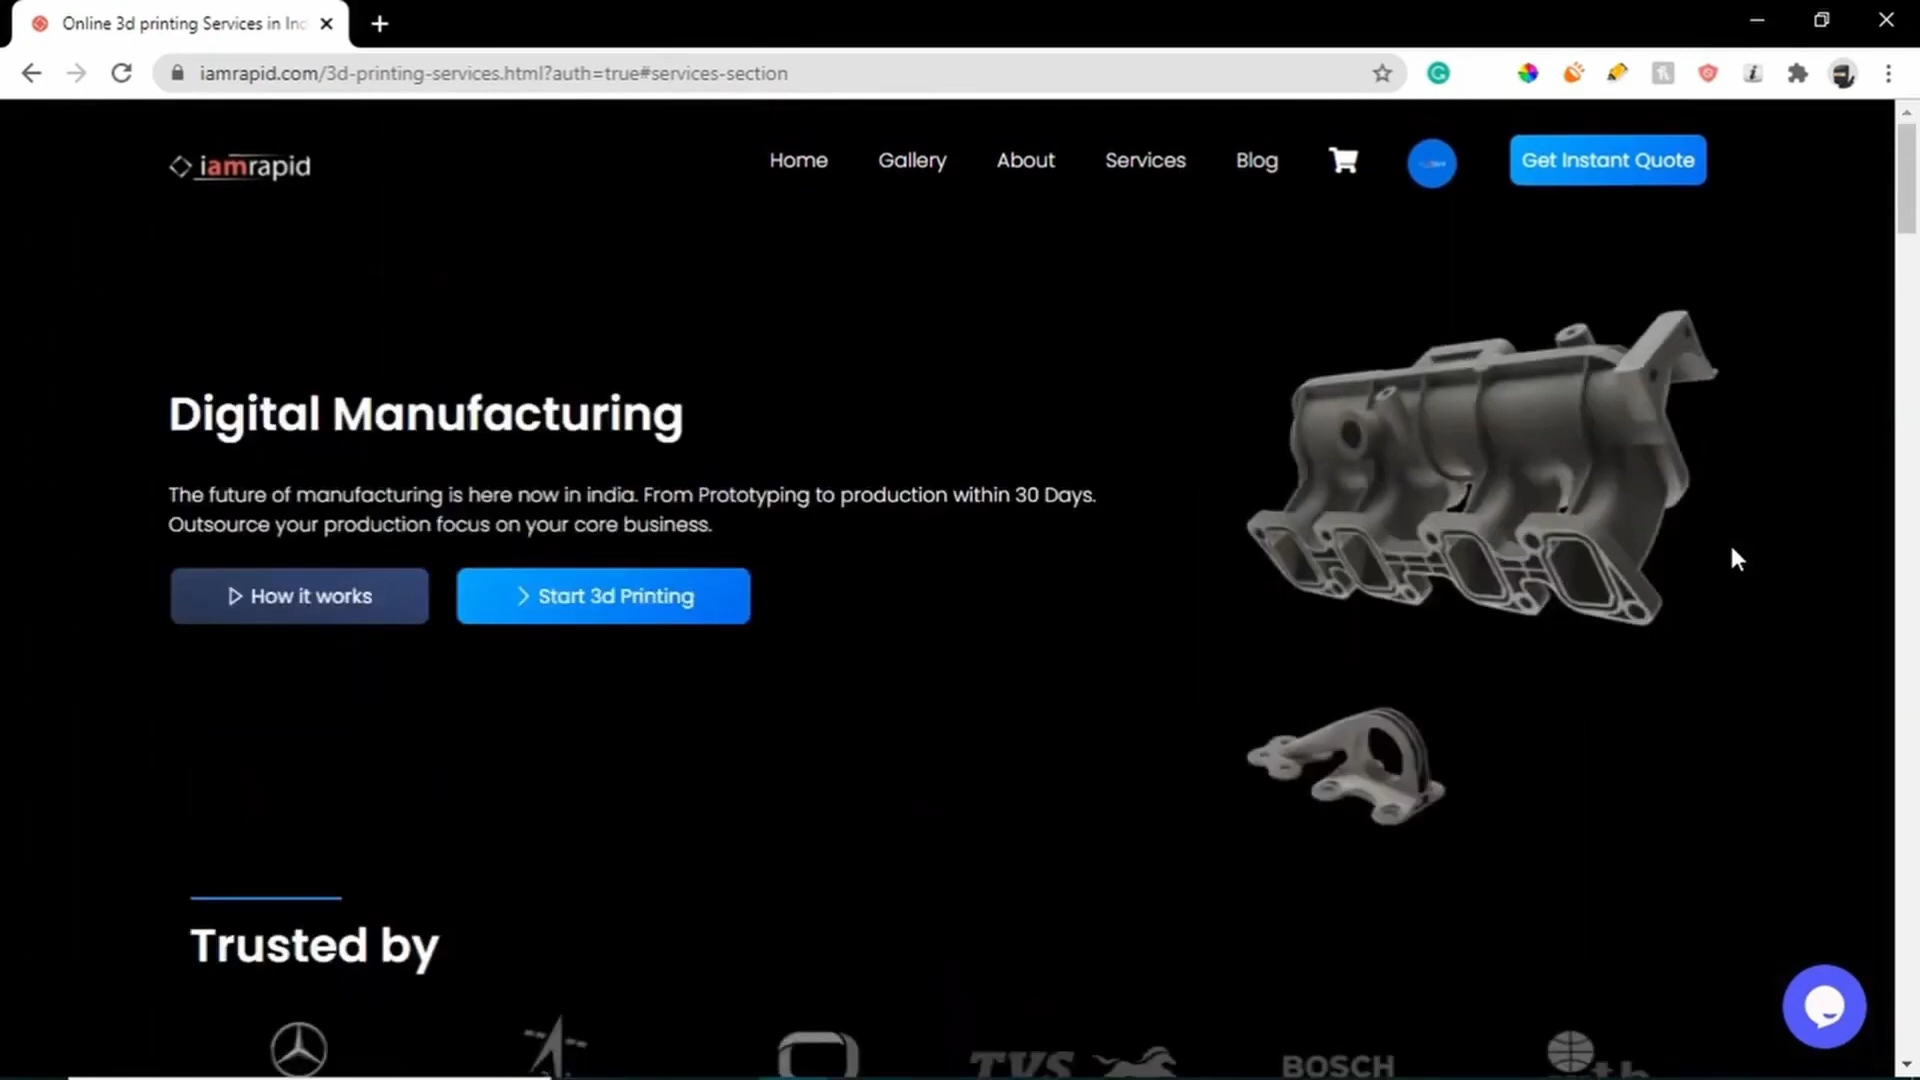 Online 3d printing Services in Inc
iamrapid.com/3d-printing-services.html?auth=true#services-section
iamrapid
Home
Gallery
About
Services
Blog
Get Instant Quote
Digital Manufacturing
The future of manufacturing is here now in india. From Prototyping to production within 30 Days.
Outsource your production focus on your core business.
How it works
Start 3d Printing
Trusted by
TVS
BOSCH